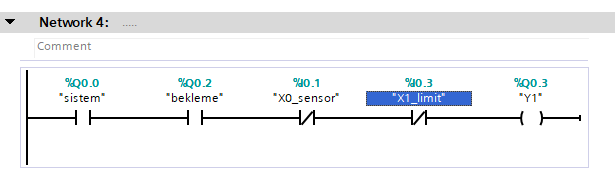 Network 4: .....
Comment
%Q0.0 %Q0.2 %I0.1 %I0.3 %Q0.3
"sistem" "bekleme" "X0_sensor" "X1_limit" "Y1"